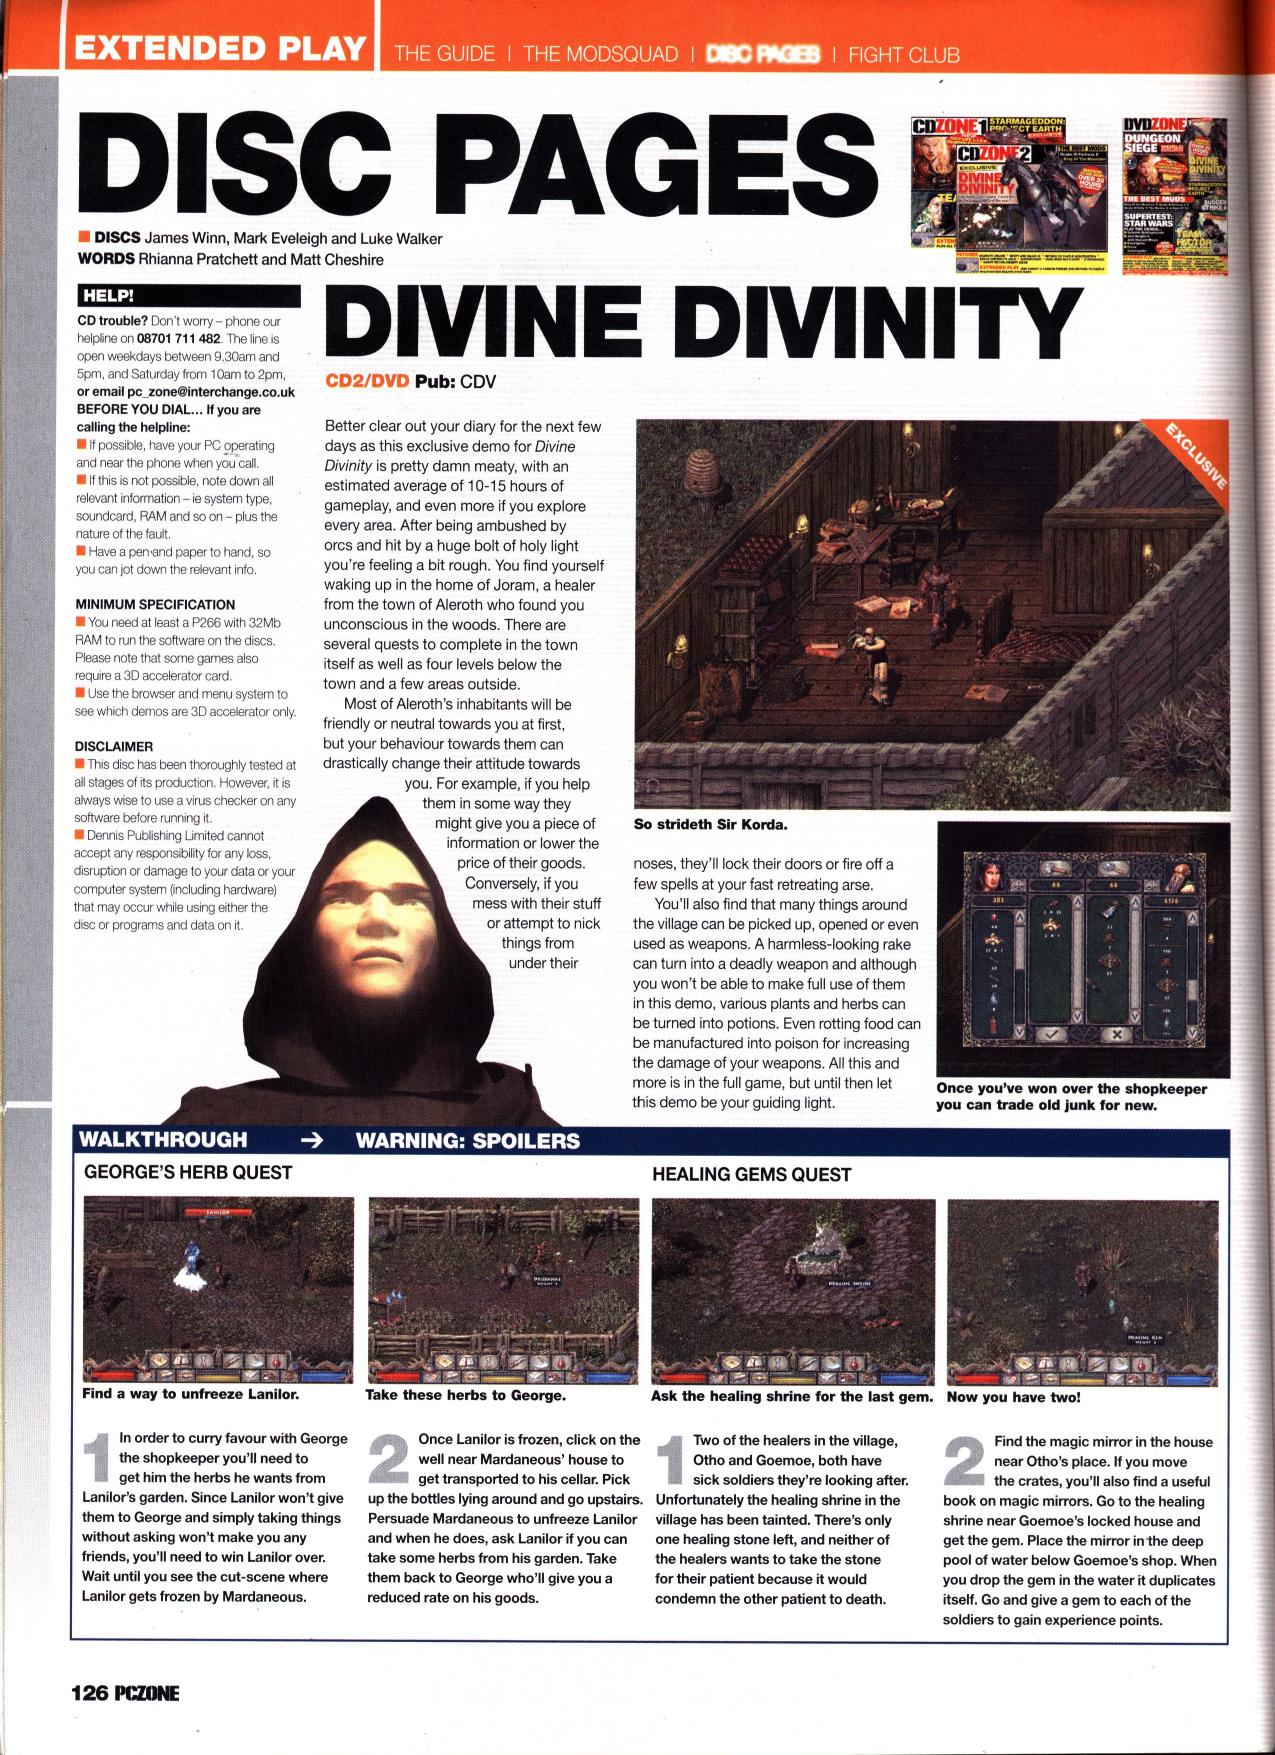 EXTENDED PLAY
THE GUIDE | THE MODSQUAD | DISC PAGES | FIGHT CLUB
DISC PAGES
CDZONE1
STARMAGEDDON:
PROJECT EARTH
CDZONE2
THE BEST MODS
EXCLUSIVE
DIVINE
DIVINITY
DVDZONE
DUNGEON
SIEGE
DIVINE
DIVINITY
THE BEST MODS
SUPERTEST:
STAR WARS
TEAM
FACTOR
■ DISCS James Winn, Mark Eveleigh and Luke Walker
WORDS Rhianna Pratchett and Matt Cheshire
HELP!
CD trouble? Don't worry – phone our
helpline on 08701 711 482. The line is
open weekdays between 9.30am and
5pm, and Saturday from 10am to 2pm,
or email pc_zone@interchange.co.uk
BEFORE YOU DIAL... If you are
calling the helpline:
■ If possible, have your PC operating
and near the phone when you call.
■ If this is not possible, note down all
relevant information – ie system type,
soundcard, RAM and so on – plus the
nature of the fault.
■ Have a pen and paper to hand, so
you can jot down the relevant info.
MINIMUM SPECIFICATION
■ You need at least a P266 with 32Mb
RAM to run the software on the discs.
Please note that some games also
require a 3D accelerator card.
■ Use the browser and menu system to
see which demos are 3D accelerator only.
DISCLAIMER
■ This disc has been thoroughly tested at
all stages of its production. However, it is
always wise to use a virus checker on any
software before running it.
■ Dennis Publishing Limited cannot
accept any responsibility for any loss,
disruption or damage to your data or your
computer system (including hardware)
that may occur while using either the
disc or programs and data on it.
DIVINE DIVINITY
CD2/DVD Pub: CDV
Better clear out your diary for the next few
days as this exclusive demo for Divine
Divinity is pretty damn meaty, with an
estimated average of 10-15 hours of
gameplay, and even more if you explore
every area. After being ambushed by
orcs and hit by a huge bolt of holy light
you're feeling a bit rough. You find yourself
waking up in the home of Joram, a healer
from the town of Aleroth who found you
unconscious in the woods. There are
several quests to complete in the town
itself as well as four levels below the
town and a few areas outside.
Most of Aleroth's inhabitants will be
friendly or neutral towards you at first,
but your behaviour towards them can
drastically change their attitude towards
you. For example, if you help
them in some way they
might give you a piece of
information or lower the
price of their goods.
Conversely, if you
mess with their stuff
or attempt to nick
things from
under their
EXCLUSIVE
So strideth Sir Korda.
noses, they'll lock their doors or fire off a
few spells at your fast retreating arse.
You'll also find that many things around
the village can be picked up, opened or even
used as weapons. A harmless-looking rake
can turn into a deadly weapon and although
you won't be able to make full use of them
in this demo, various plants and herbs can
be turned into potions. Even rotting food can
be manufactured into poison for increasing
the damage of your weapons. All this and
more is in the full game, but until then let
this demo be your guiding light.
Once you've won over the shopkeeper
you can trade old junk for new.
WALKTHROUGH → WARNING: SPOILERS
GEORGE'S HERB QUEST
LANILOR
Find a way to unfreeze Lanilor.
1 In order to curry favour with George
the shopkeeper you'll need to
get him the herbs he wants from
Lanilor's garden. Since Lanilor won't give
them to George and simply taking things
without asking won't make you any
friends, you'll need to win Lanilor over.
Wait until you see the cut-scene where
Lanilor gets frozen by Mardaneous.
DRUDANAE
Take these herbs to George.
2 Once Lanilor is frozen, click on the
well near Mardaneous' house to
get transported to his cellar. Pick
up the bottles lying around and go upstairs.
Persuade Mardaneous to unfreeze Lanilor
and when he does, ask Lanilor if you can
take some herbs from his garden. Take
them back to George who'll give you a
reduced rate on his goods.
HEALING GEMS QUEST
HEALING SHRINE
Ask the healing shrine for the last gem.
1 Two of the healers in the village,
Otho and Goemoe, both have
sick soldiers they're looking after.
Unfortunately the healing shrine in the
village has been tainted. There's only
one healing stone left, and neither of
the healers wants to take the stone
for their patient because it would
condemn the other patient to death.
HEALING GEM
Now you have two!
2 Find the magic mirror in the house
near Otho's place. If you move
the crates, you'll also find a useful
book on magic mirrors. Go to the healing
shrine near Goemoe's locked house and
get the gem. Place the mirror in the deep
pool of water below Goemoe's shop. When
you drop the gem in the water it duplicates
itself. Go and give a gem to each of the
soldiers to gain experience points.
126 PCZONE